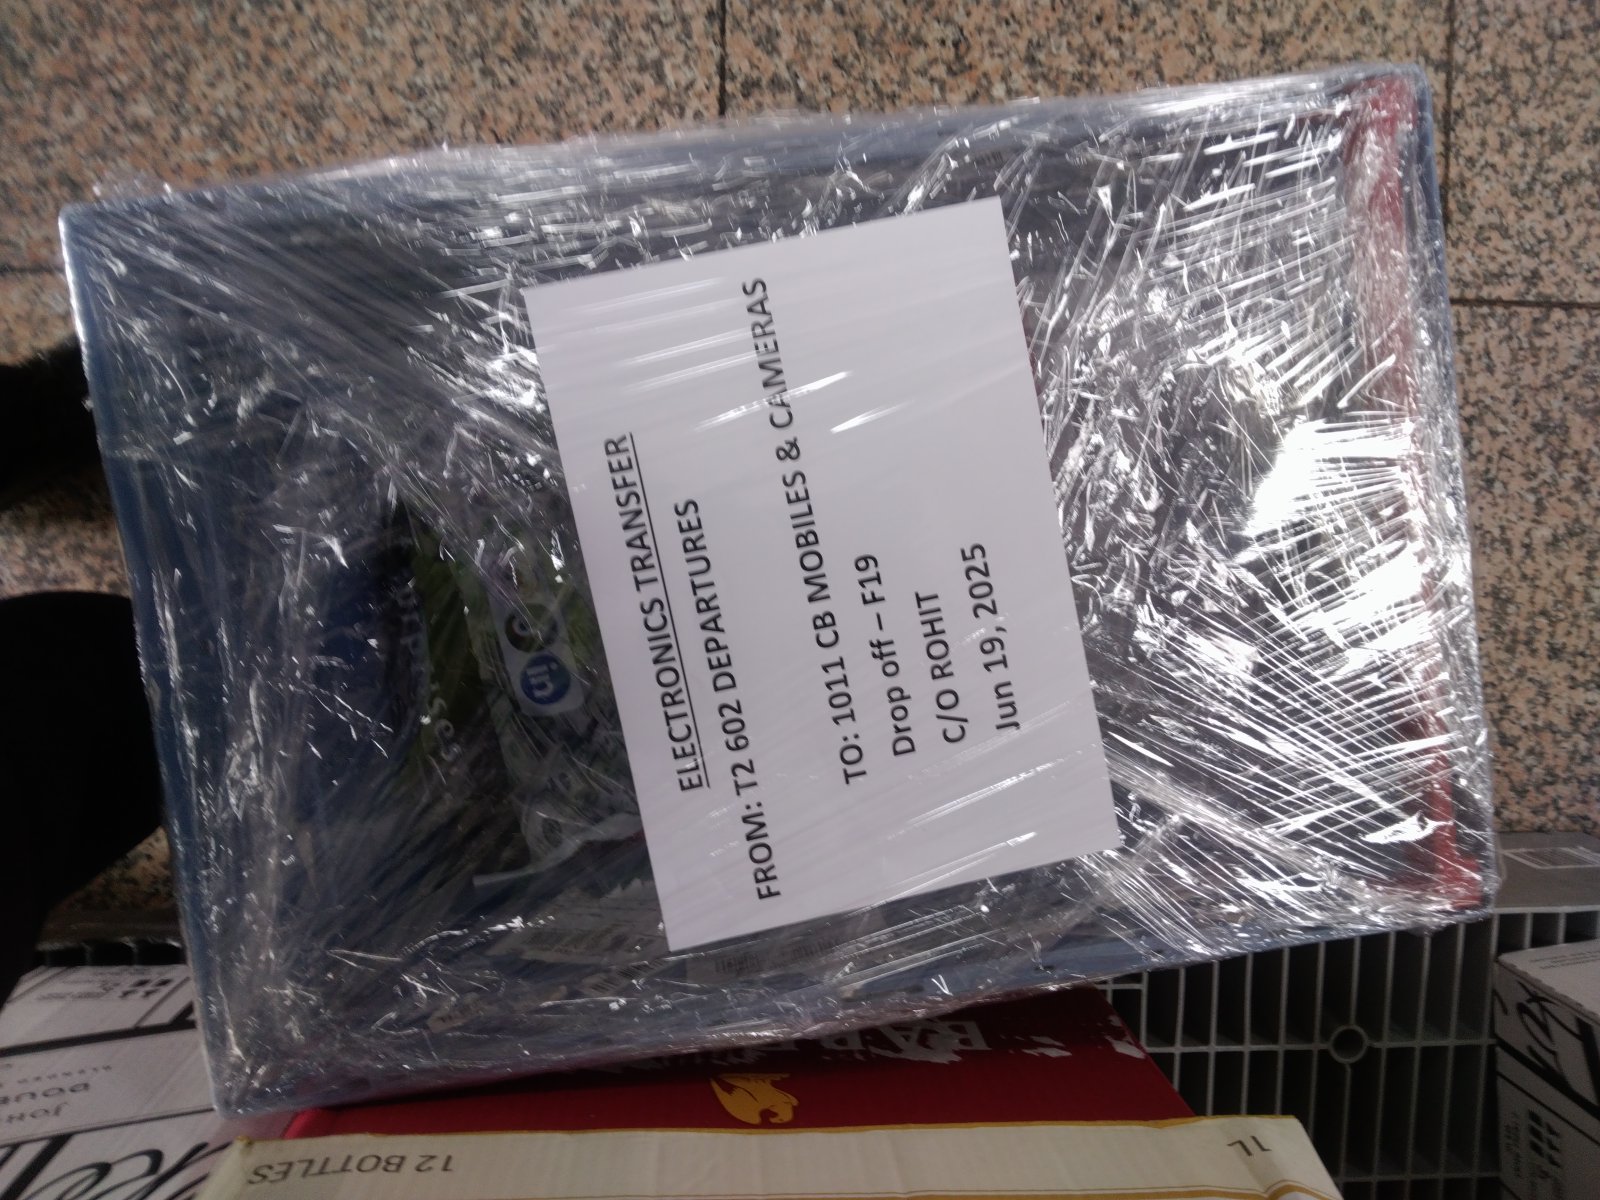 ELECTRONICS TRANSFER
FROM: T2 602 DEPARTURES
TO: 1011 CB MOBILES & CAMERAS
Drop off – F19
C/O ROHIT
Jun 19, 2025
12 BOTTLES
1L